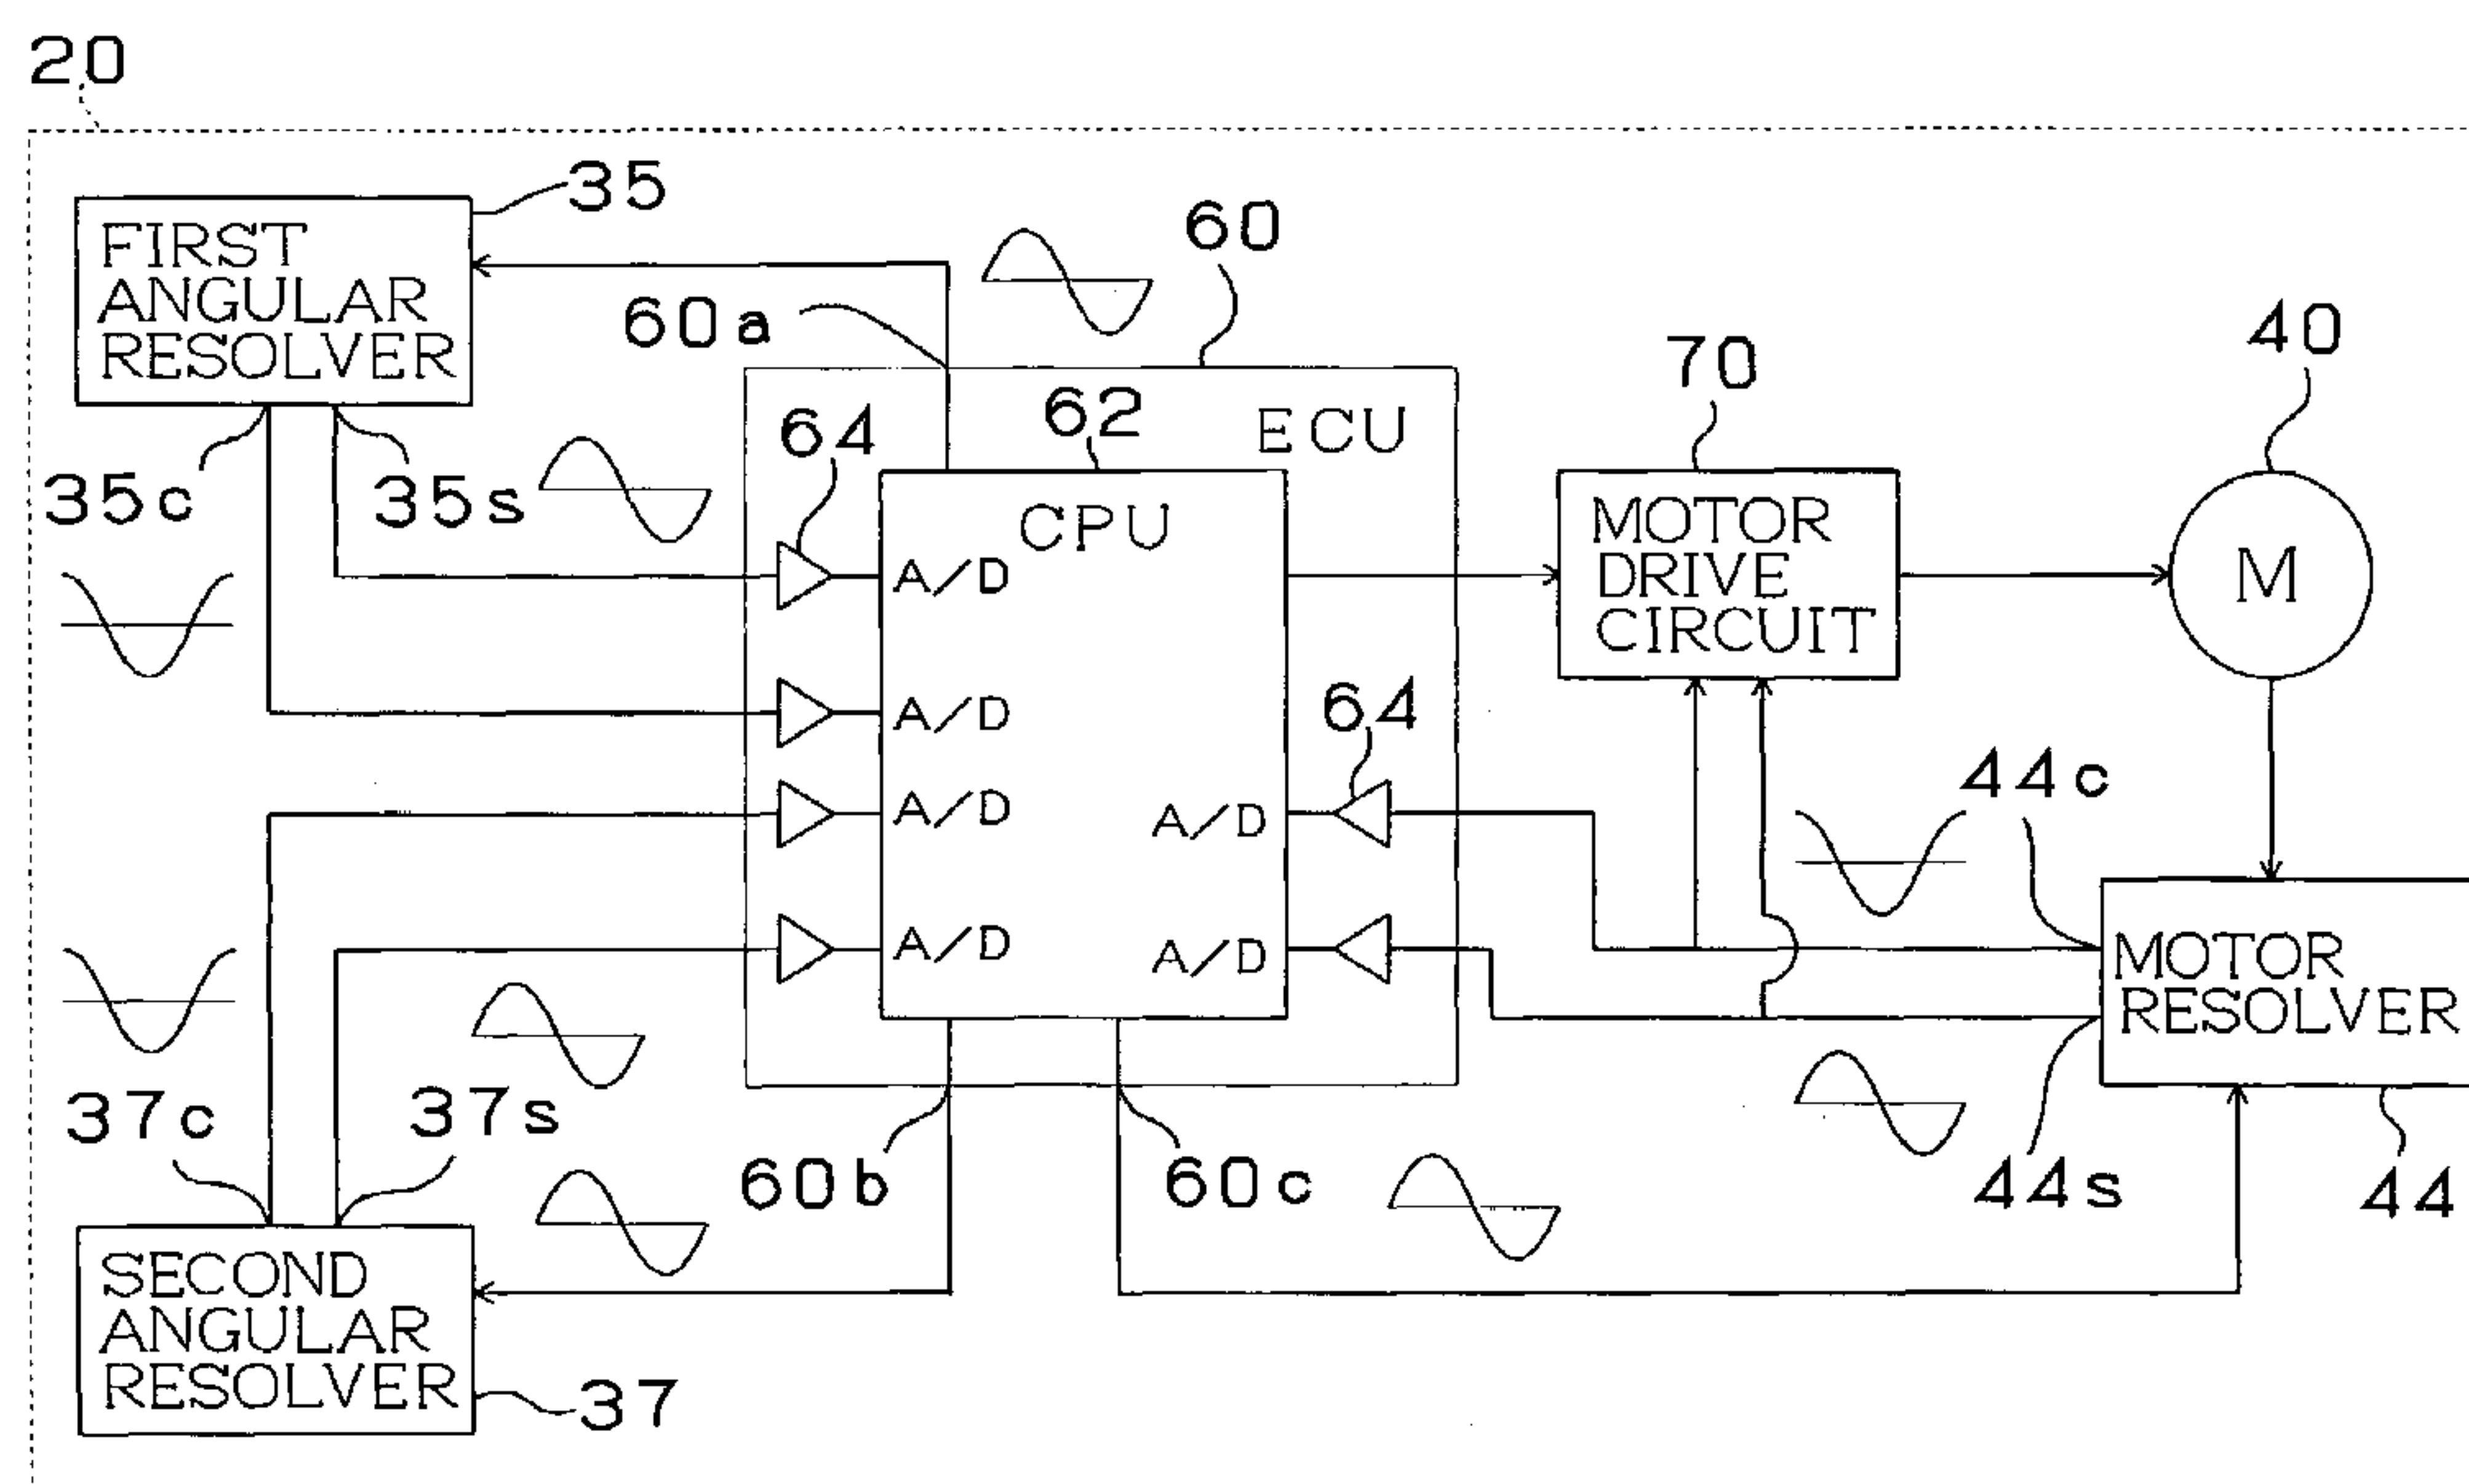 20
35
FIRST
ANGULAR
RESOLVER
60a
60
35c
35s
64
62
ECU
CPU
A/D
A/D
A/D
A/D
A/D
A/D
64
70
MOTOR
DRIVE
CIRCUIT
40
M
44c
MOTOR
RESOLVER
44s
44
37c
37s
60b
60c
SECOND
ANGULAR
RESOLVER
37